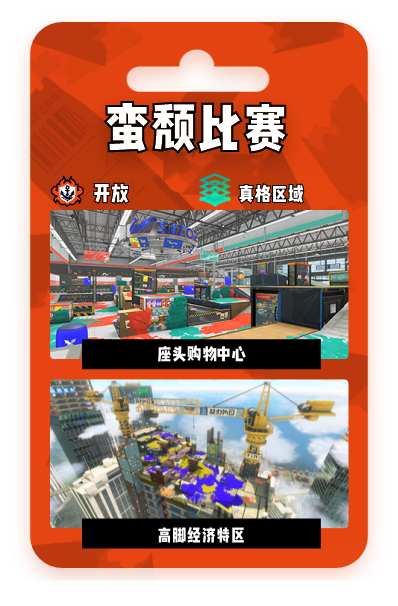 蛮颓比赛
开放
真格区域
座头购物中心
高脚经济特区